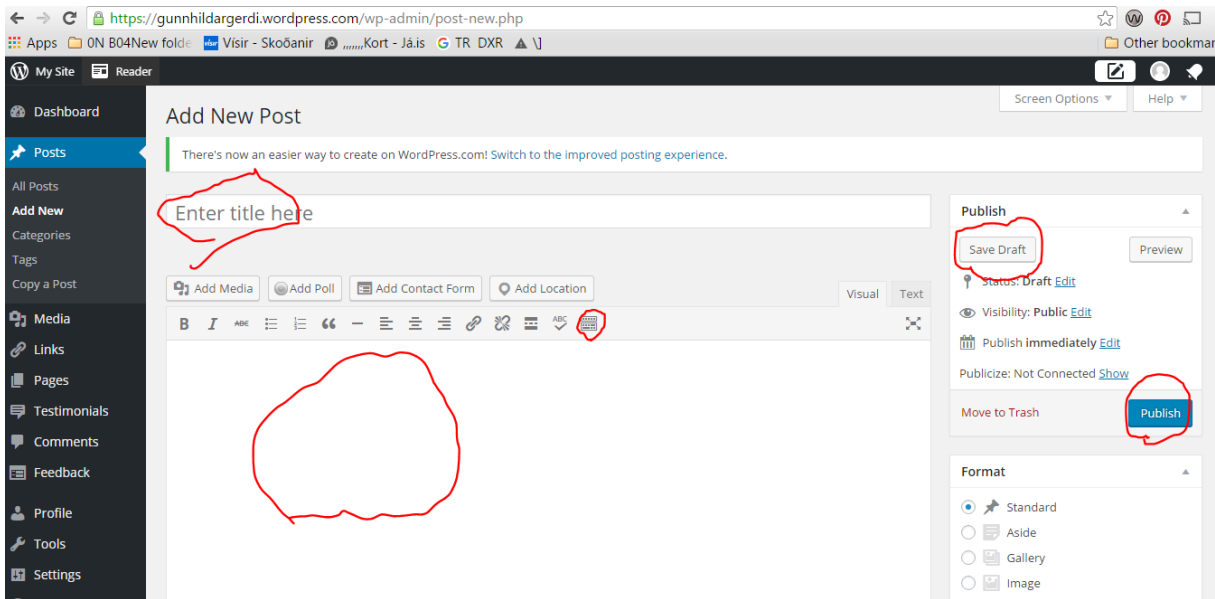 https://gunnhildargerdi.wordpress.com/wp-admin/post-new.php
Apps 0N B04New folde vísir Vísir - Skoðanir ,,,,,,,Kort - Já.is G TR DXR \] Other bookmar
My Site Reader
Screen Options Help
Dashboard
Add New Post
Posts
There's now an easier way to create on WordPress.com! Switch to the improved posting experience.
All Posts
Add New
Categories
Tags
Copy a Post
Media
Links
Pages
Testimonials
Comments
Feedback
Profile
Tools
Settings
Enter title here
Add Media Add Poll Add Contact Form Add Location
Visual Text
B I ABC ABC
Publish
Save Draft Preview
Status: Draft Edit
Visibility: Public Edit
Publish immediately Edit
Publicize: Not Connected Show
Move to Trash Publish
Format
Standard
Aside
Gallery
Image